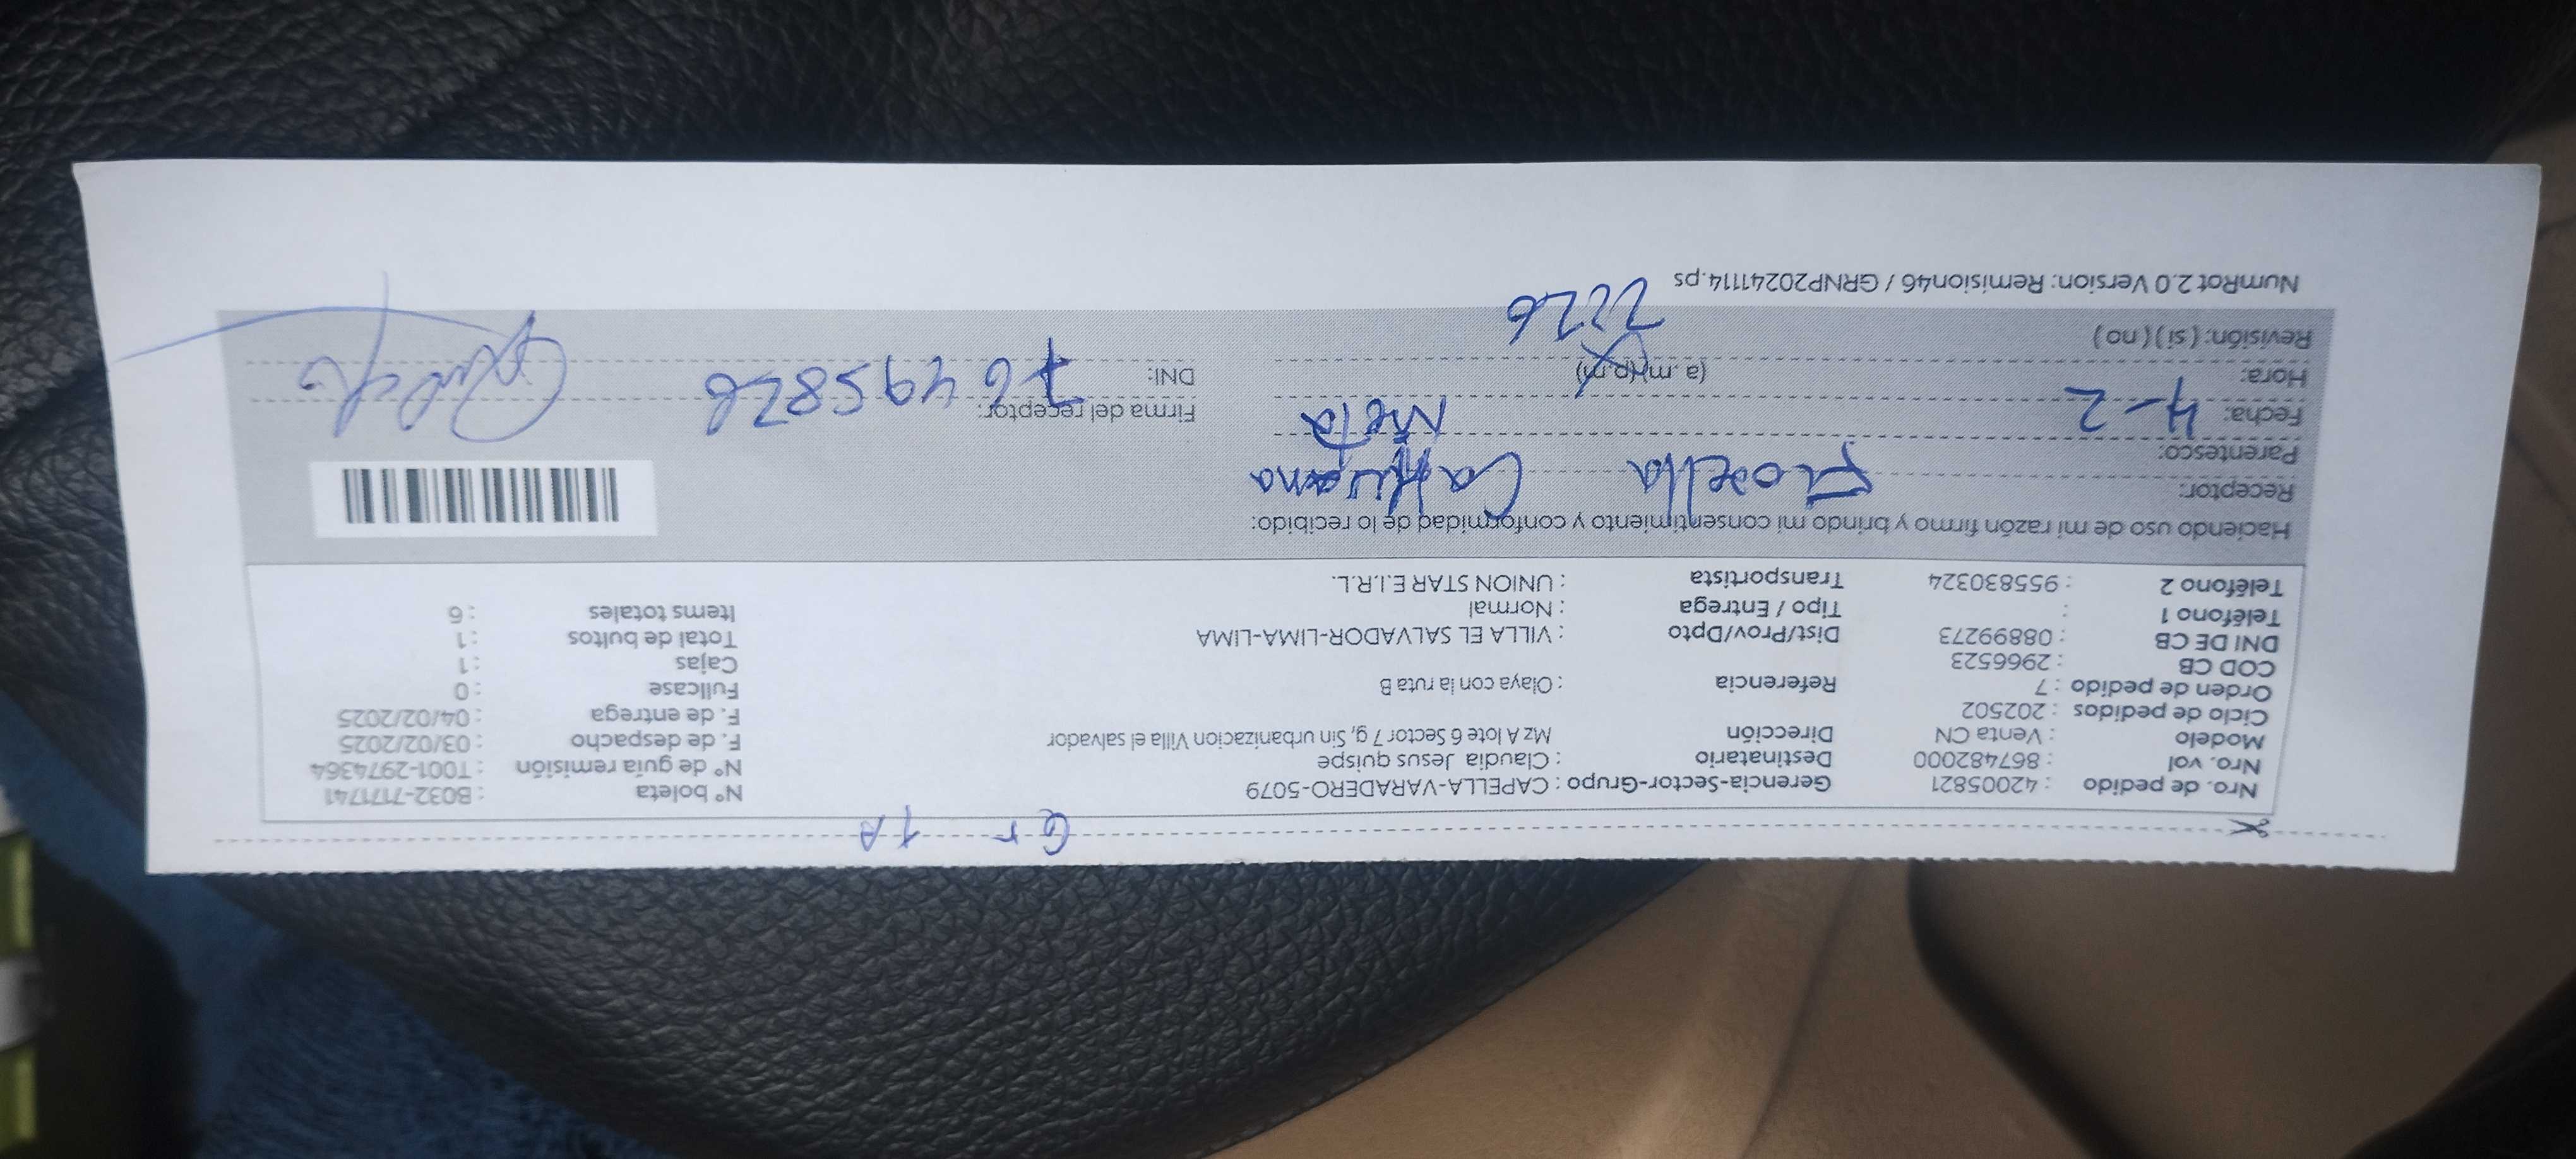 Gr 1A
Nro. de pedido : 42005821 Gerencia-Sector-Grupo : CAPELLA-VARADERO-5079 N° boleta : B032-7171741
Nro. vol : 867482000 Destinatario : Claudia Jesus quispe N° de guía remisión : T001-2974364
Modelo : Venta CN Dirección Mz A lote 6 Sector 7 g, Sin urbanizacion Villa el salvador F. de despacho : 03/02/2025
Ciclo de pedidos : 202502 F. de entrega : 04/02/2025
Orden de pedido : 7 Referencia : Olaya con la ruta B Fullcase : 0
COD CB : 2966523 Cajas : 1
DNI DE CB : 08899273 Dist/Prov/Dpto : VILLA EL SALVADOR-LIMA-LIMA Total de bultos : 1
Teléfono 1 : Tipo / Entrega : Normal Items totales : 6
Teléfono 2 : 955830324 Transportista : UNION STAR E.I.R.L.
Haciendo uso de mi razón firmo y brindo mi consentimiento y conformidad de lo recibido:
Receptor: Fiorella
Parentesco:
Fecha: 4-2 Firma del receptor:
Hora: (a. m)(p.m) DNI: 76495826
Revisión: ( si ) ( no )
NumRot 2.0 Version: Remision46 / GRNP20241114.ps